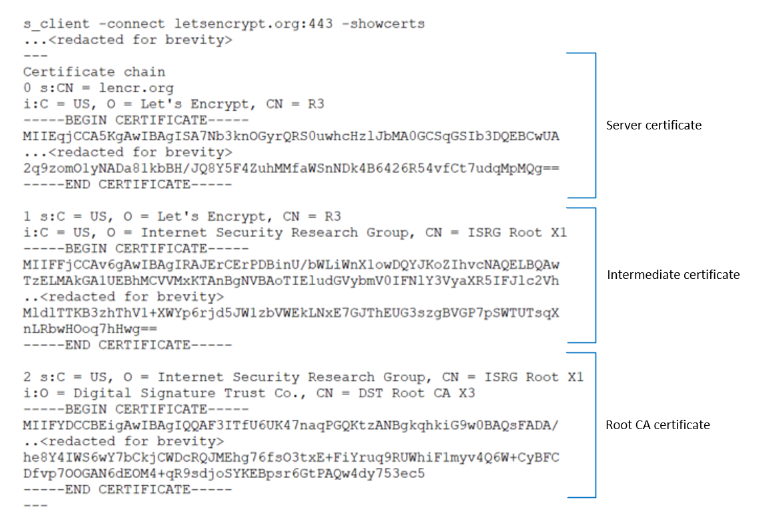 s_client -connect letsencrypt.org:443 -showcerts
...<redacted for brevity>
---
Certificate chain
0 s:CN = lencr.org
i:C = US, O = Let's Encrypt, CN = R3
-----BEGIN CERTIFICATE-----
MIIEqjCCA5KgAwIBAgISA7Nb3knOGyrQRS0uwhcHzlJbMA0GCSqGSIb3DQEBCwUA
...<redacted for brevity>
2q9zomOlyNADa81kbBH/JQ8Y5F4ZuhMMfaWSnNDk4B6426R54vfCt7udqMpMQg==
-----END CERTIFICATE-----
Server certificate
1 s:C = US, O = Let's Encrypt, CN = R3
i:C = US, O = Internet Security Research Group, CN = ISRG Root X1
-----BEGIN CERTIFICATE-----
MIIFFjCCAv6gAwIBAgIRAJErCErPDBinU/bWLiWnX1owDQYJKoZIhvcNAQELBQAw
TzELMAkGA1UEBhMCVVMxKTAnBgNVBAoTIEludGVybmV0IFNlY3VyaXR5IFJlc2Vh
..<redacted for brevity>
MldlTTKB3zhThV1+XWYp6rjd5JW1zbVWEkLNxE7GJThEUG3szgBVGP7pSWTUTsqX
nLRbwHOoq7hHwg==
-----END CERTIFICATE-----
Intermediate certificate
2 s:C = US, O = Internet Security Research Group, CN = ISRG Root X1
i:O = Digital Signature Trust Co., CN = DST Root CA X3
-----BEGIN CERTIFICATE-----
MIIFYDCCBEigAwIBAgIQQAF3ITfU6UK47naqPGQKtzANBgkqhkiG9w0BAQsFADA/
..<redacted for brevity>
he8Y4IWS6wY7bCkjCWDcRQJMEhg76fsO3txE+FiYruq9RUWhiF1myv4Q6W+CyBFC
Dfvp7OOGAN6dEOM4+qR9sdjoSYKEBpsr6GtPAQw4dy753ec5
-----END CERTIFICATE-----
---
Root CA certificate